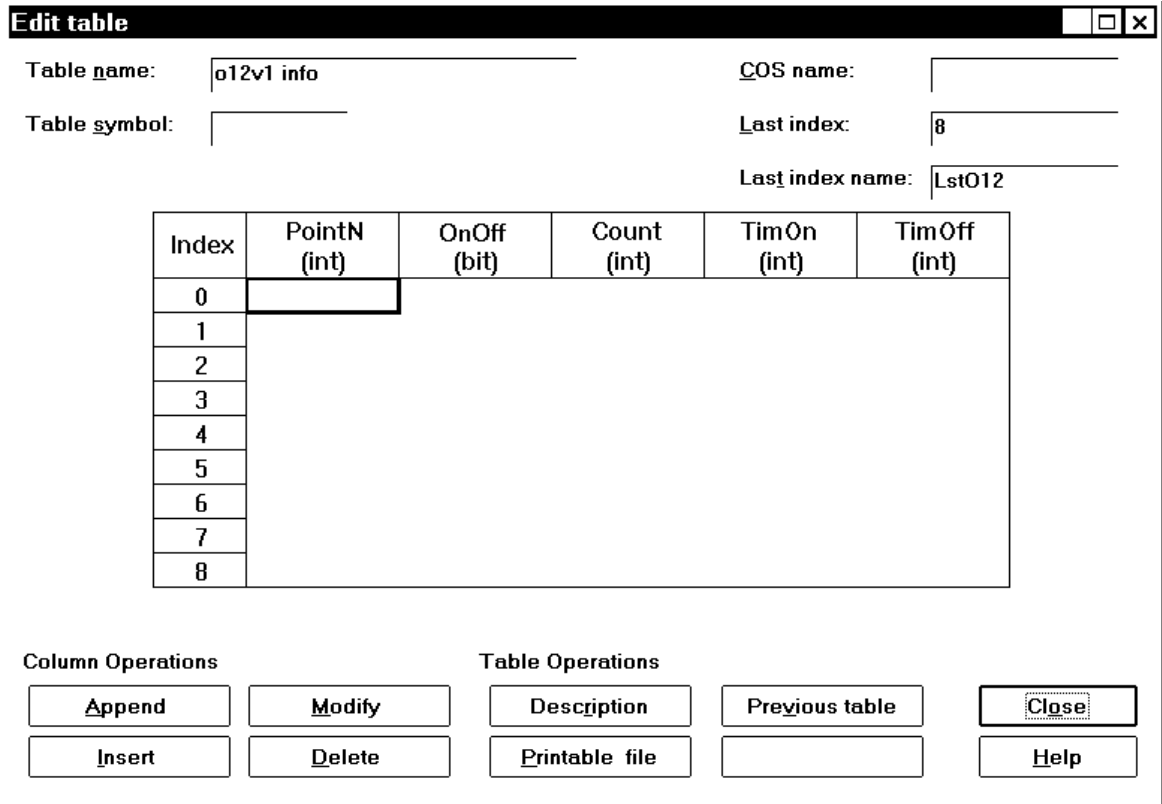 Edit table
Table name: o12v1 info COS name:
Table symbol: Last index: 8
Last index name: LstO12
Index PointN (int) OnOff (bit) Count (int) TimOn (int) TimOff (int)
0
1
2
3
4
5
6
7
8
Column Operations Table Operations
Append Modify Description Previous table Close
Insert Delete Printable file Help